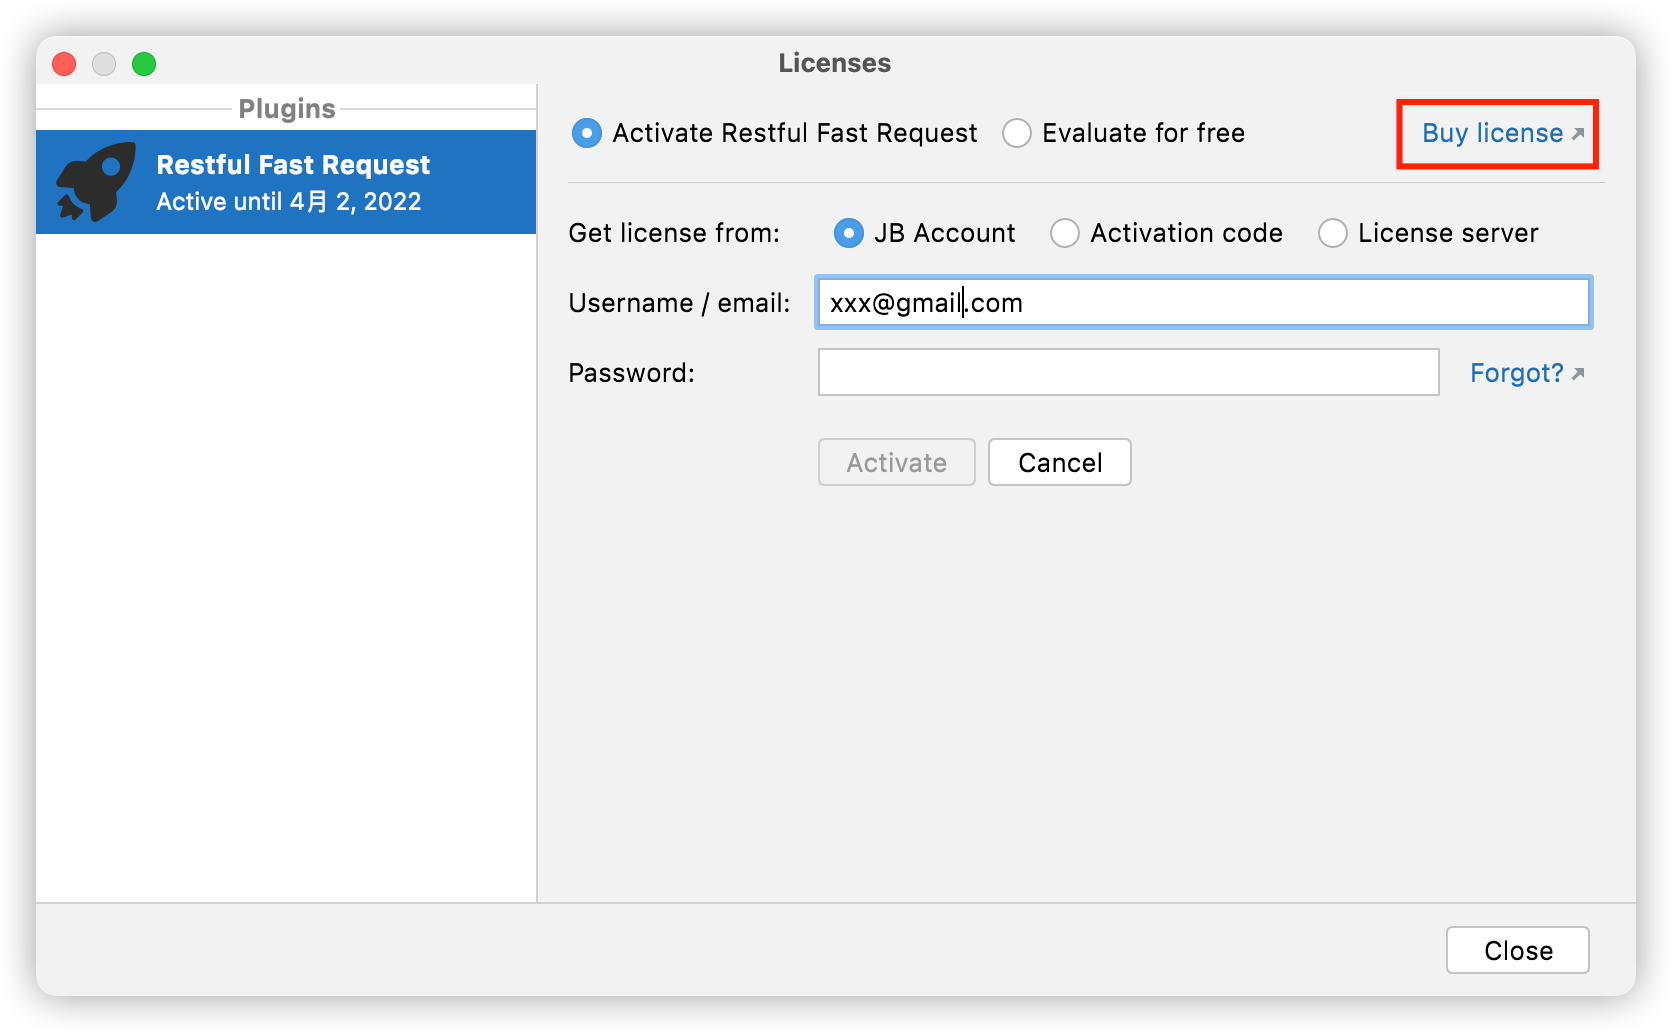 Licenses
Plugins
Restful Fast Request
Active until 4月 2, 2022
Activate Restful Fast Request Evaluate for free Buy license
Get license from: JB Account Activation code License server
Username / email: xxx@gmail.com
Password: Forgot?
Activate Cancel
Close